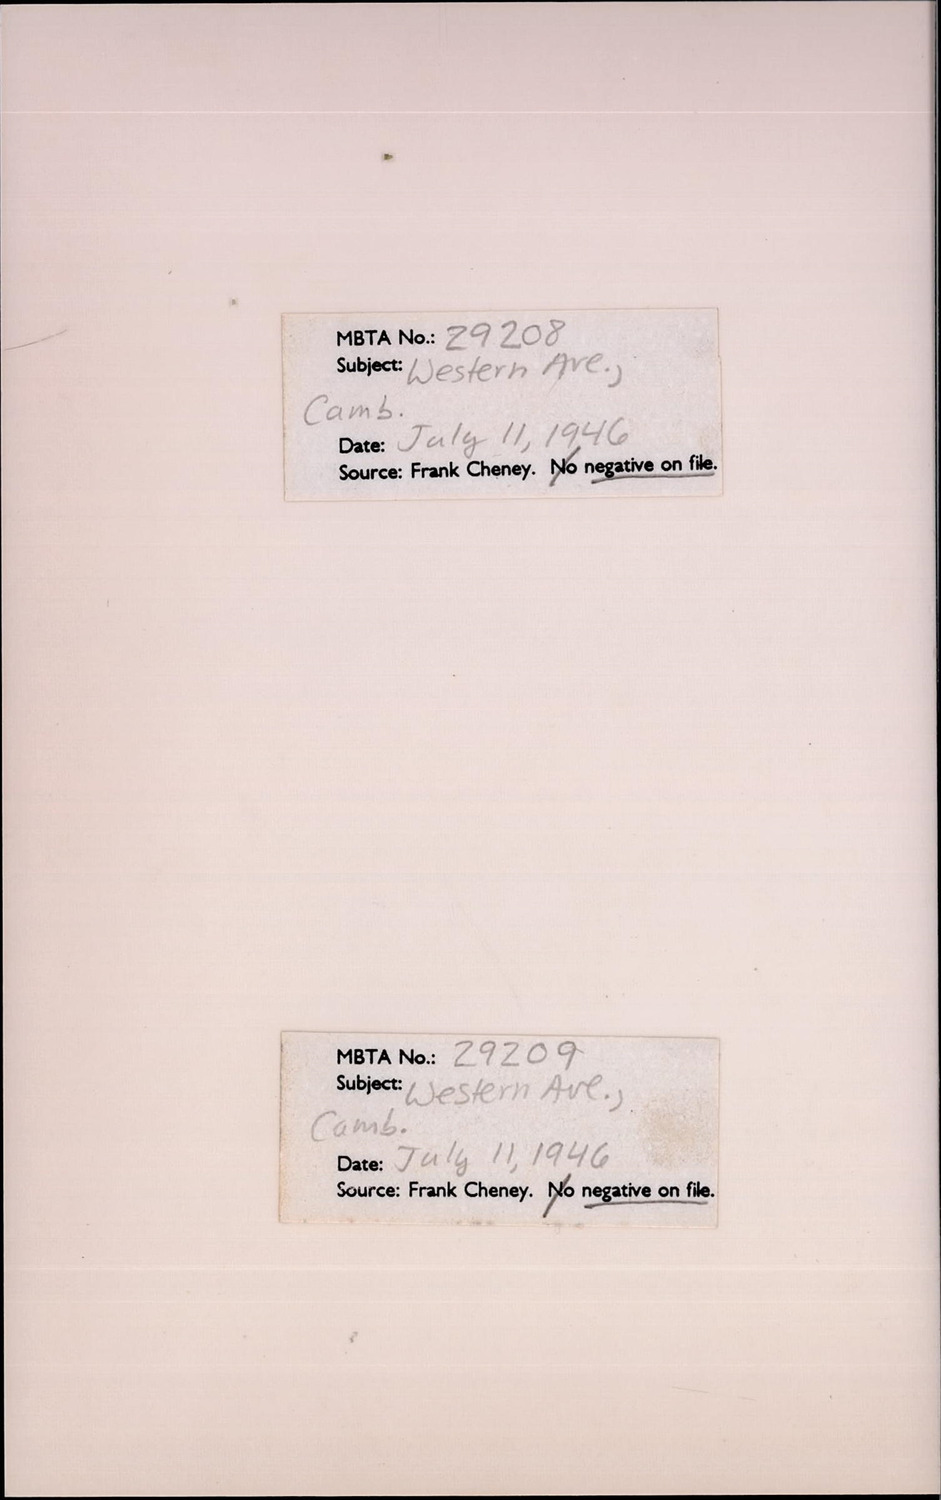 MBTA No.: 29208
Subject: Western Ave.,
Camb.
Date: July 11, 1946
Source: Frank Cheney. No negative on file.
MBTA No.: 29209
Subject: Western Ave.,
Camb.
Date: July 11, 1946
Source: Frank Cheney. No negative on file.